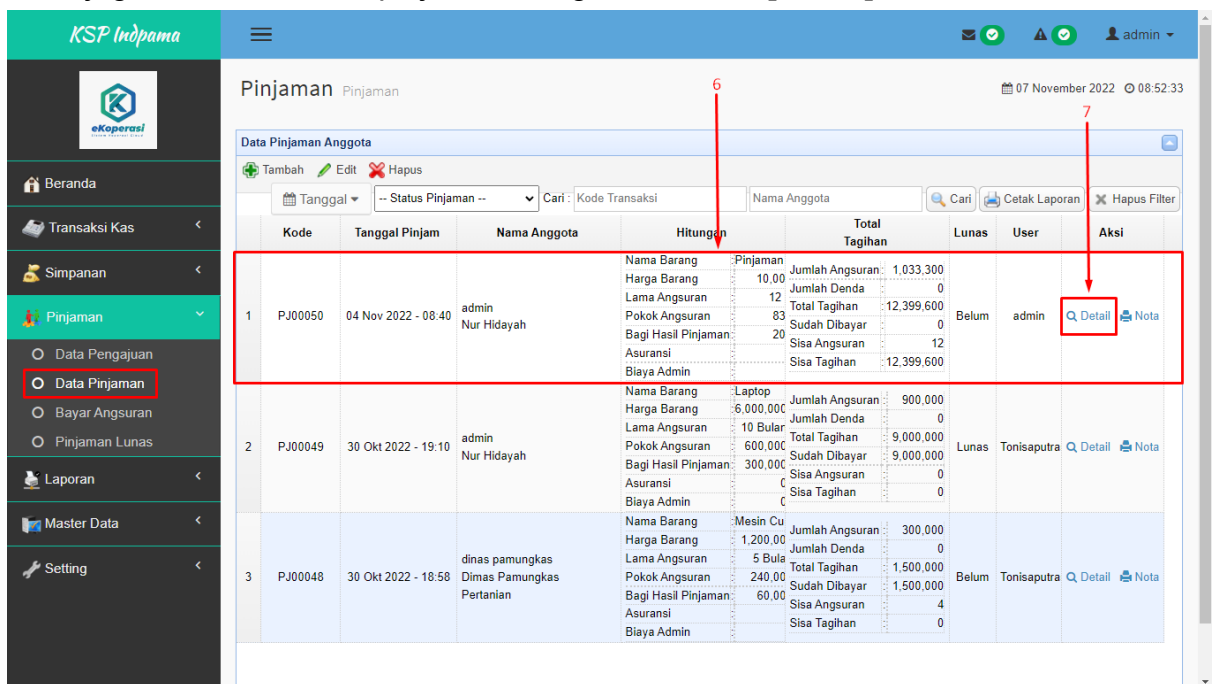 KSP Indpama
admin
eKoperasi
Pinjaman Pinjaman
6
07 November 2022 08:52:33
7
Data Pinjaman Anggota
Tambah Edit Hapus
Tanggal -- Status Pinjaman -- Cari : Kode Transaksi Nama Anggota Cari Cetak Laporan Hapus Filter
Beranda
Transaksi Kas
Simpanan
Pinjaman
Data Pengajuan
Data Pinjaman
Bayar Angsuran
Pinjaman Lunas
Laporan
Master Data
Setting
Kode Tanggal Pinjam Nama Anggota Hitungan Total Tagihan Lunas User Aksi
1 PJ00050 04 Nov 2022 - 08:40
admin
Nur Hidayah
Nama Barang :Pinjaman
Harga Barang : 10,00
Lama Angsuran : 12
Pokok Angsuran : 83
Bagi Hasil Pinjaman: 20
Asuransi :
Biaya Admin :
Jumlah Angsuran : 1,033,300
Jumlah Denda : 0
Total Tagihan : 12,399,600
Sudah Dibayar : 0
Sisa Angsuran : 12
Sisa Tagihan : 12,399,600
Belum admin Detail Nota
2 PJ00049 30 Okt 2022 - 19:10
admin
Nur Hidayah
Nama Barang :Laptop
Harga Barang :6,000,000
Lama Angsuran : 10 Bulan
Pokok Angsuran : 600,000
Bagi Hasil Pinjaman: 300,000
Asuransi : 0
Biaya Admin : 0
Jumlah Angsuran : 900,000
Jumlah Denda : 0
Total Tagihan : 9,000,000
Sudah Dibayar : 9,000,000
Sisa Angsuran : 0
Sisa Tagihan : 0
Lunas Tonisaputra Detail Nota
3 PJ00048 30 Okt 2022 - 18:58
dinas pamungkas
Dimas Pamungkas
Pertanian
Nama Barang :Mesin Cu
Harga Barang : 1,200,00
Lama Angsuran : 5 Bula
Pokok Angsuran : 240,00
Bagi Hasil Pinjaman: 60,00
Asuransi :
Biaya Admin :
Jumlah Angsuran : 300,000
Jumlah Denda : 0
Total Tagihan : 1,500,000
Sudah Dibayar : 1,500,000
Sisa Angsuran : 4
Sisa Tagihan : 0
Belum Tonisaputra Detail Nota